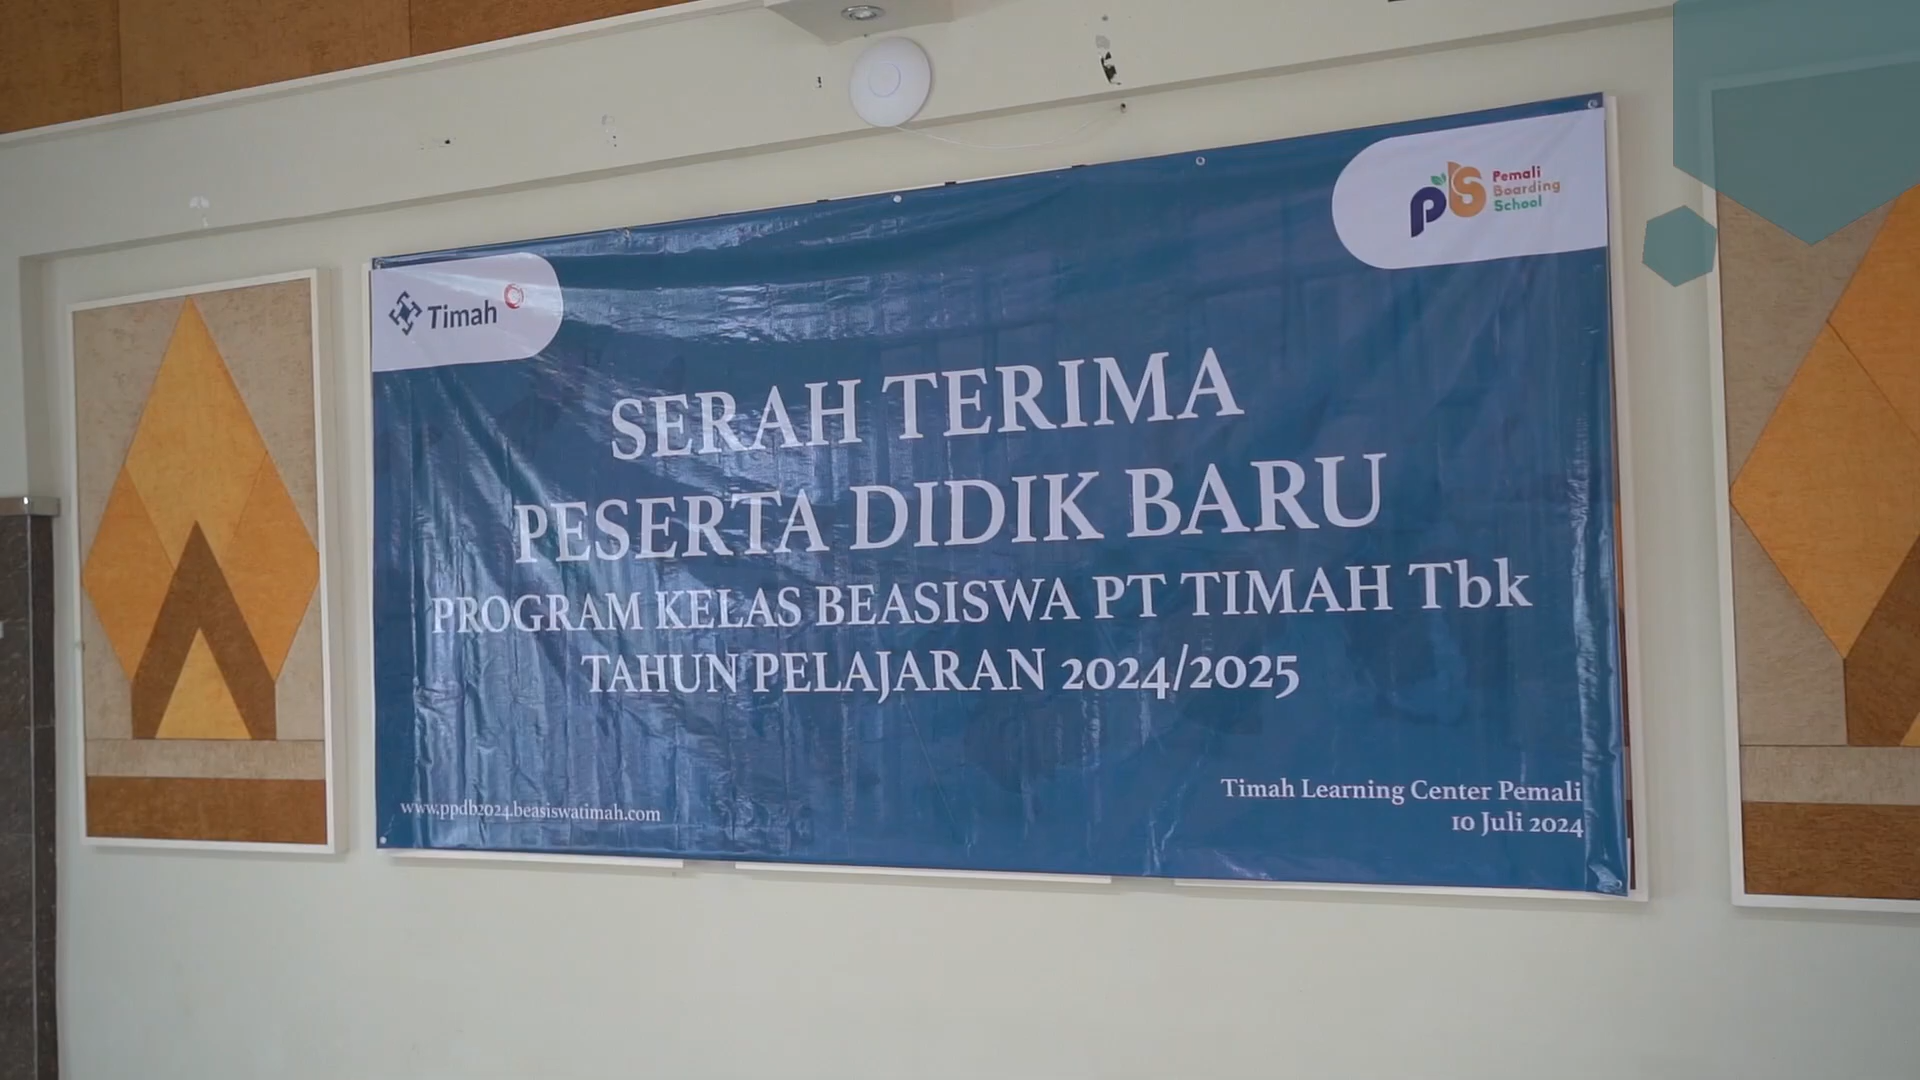 Timah
Pemali
Boarding
School
SERAH TERIMA
PESERTA DIDIK BARU
PROGRAM KELAS BEASISWA PT TIMAH Tbk
TAHUN PELAJARAN 2024/2025
www.ppdb2024.beasiswatimah.com
Timah Learning Center Pemali
10 Juli 2024